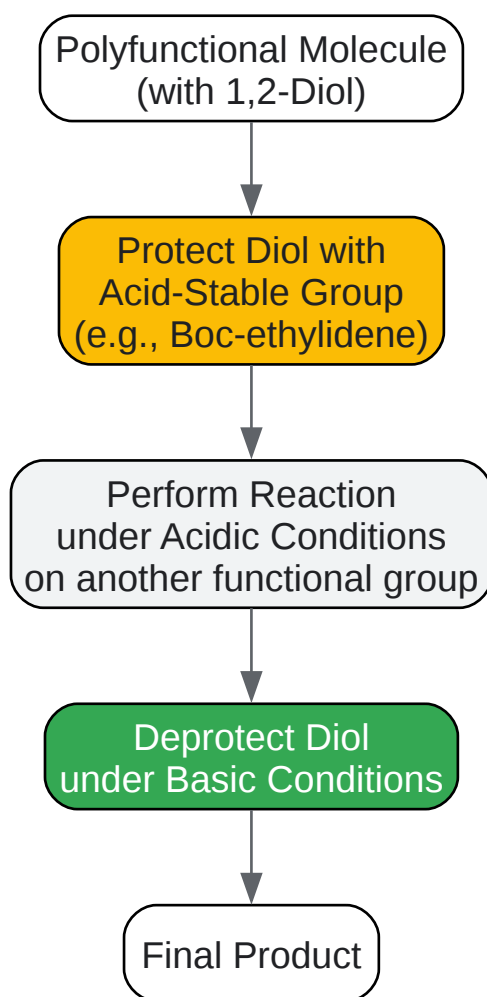 Polyfunctional Molecule
(with 1,2-Diol)
Protect Diol with
Acid-Stable Group
(e.g., Boc-ethylidene)
Perform Reaction
under Acidic Conditions
on another functional group
Deprotect Diol
under Basic Conditions
Final Product